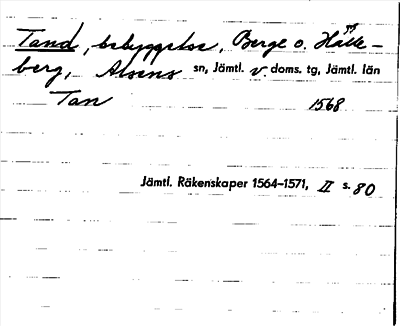 Tand, bebyggelse, Berge o. Hälle-
berg, Alsens sn, Jämtl. v. doms. tg, Jämtl. län
Tan 1568
Jämtl. Räkenskaper 1564–1571, II s. 80